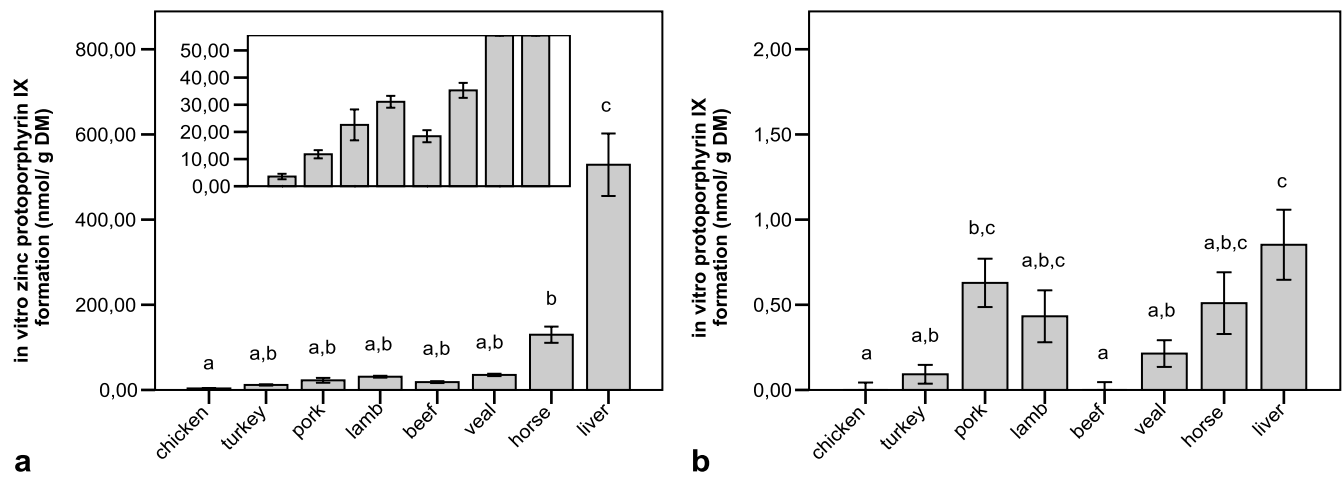 in vitro zinc protoporphyrin IX
formation (nmol/ g DM)
800,00
600,00
400,00
200,00
0,00
50,00
40,00
30,00
20,00
10,00
0,00
a
a,b
a,b
a,b
a,b
a,b
b
c
chicken
turkey
pork
lamb
beef
veal
horse
liver
a
in vitro protoporphyrin IX
formation (nmol/ g DM)
2,00
1,50
1,00
0,50
0,00
a
a,b
b,c
a,b,c
a
a,b
a,b,c
c
chicken
turkey
pork
lamb
beef
veal
horse
liver
b